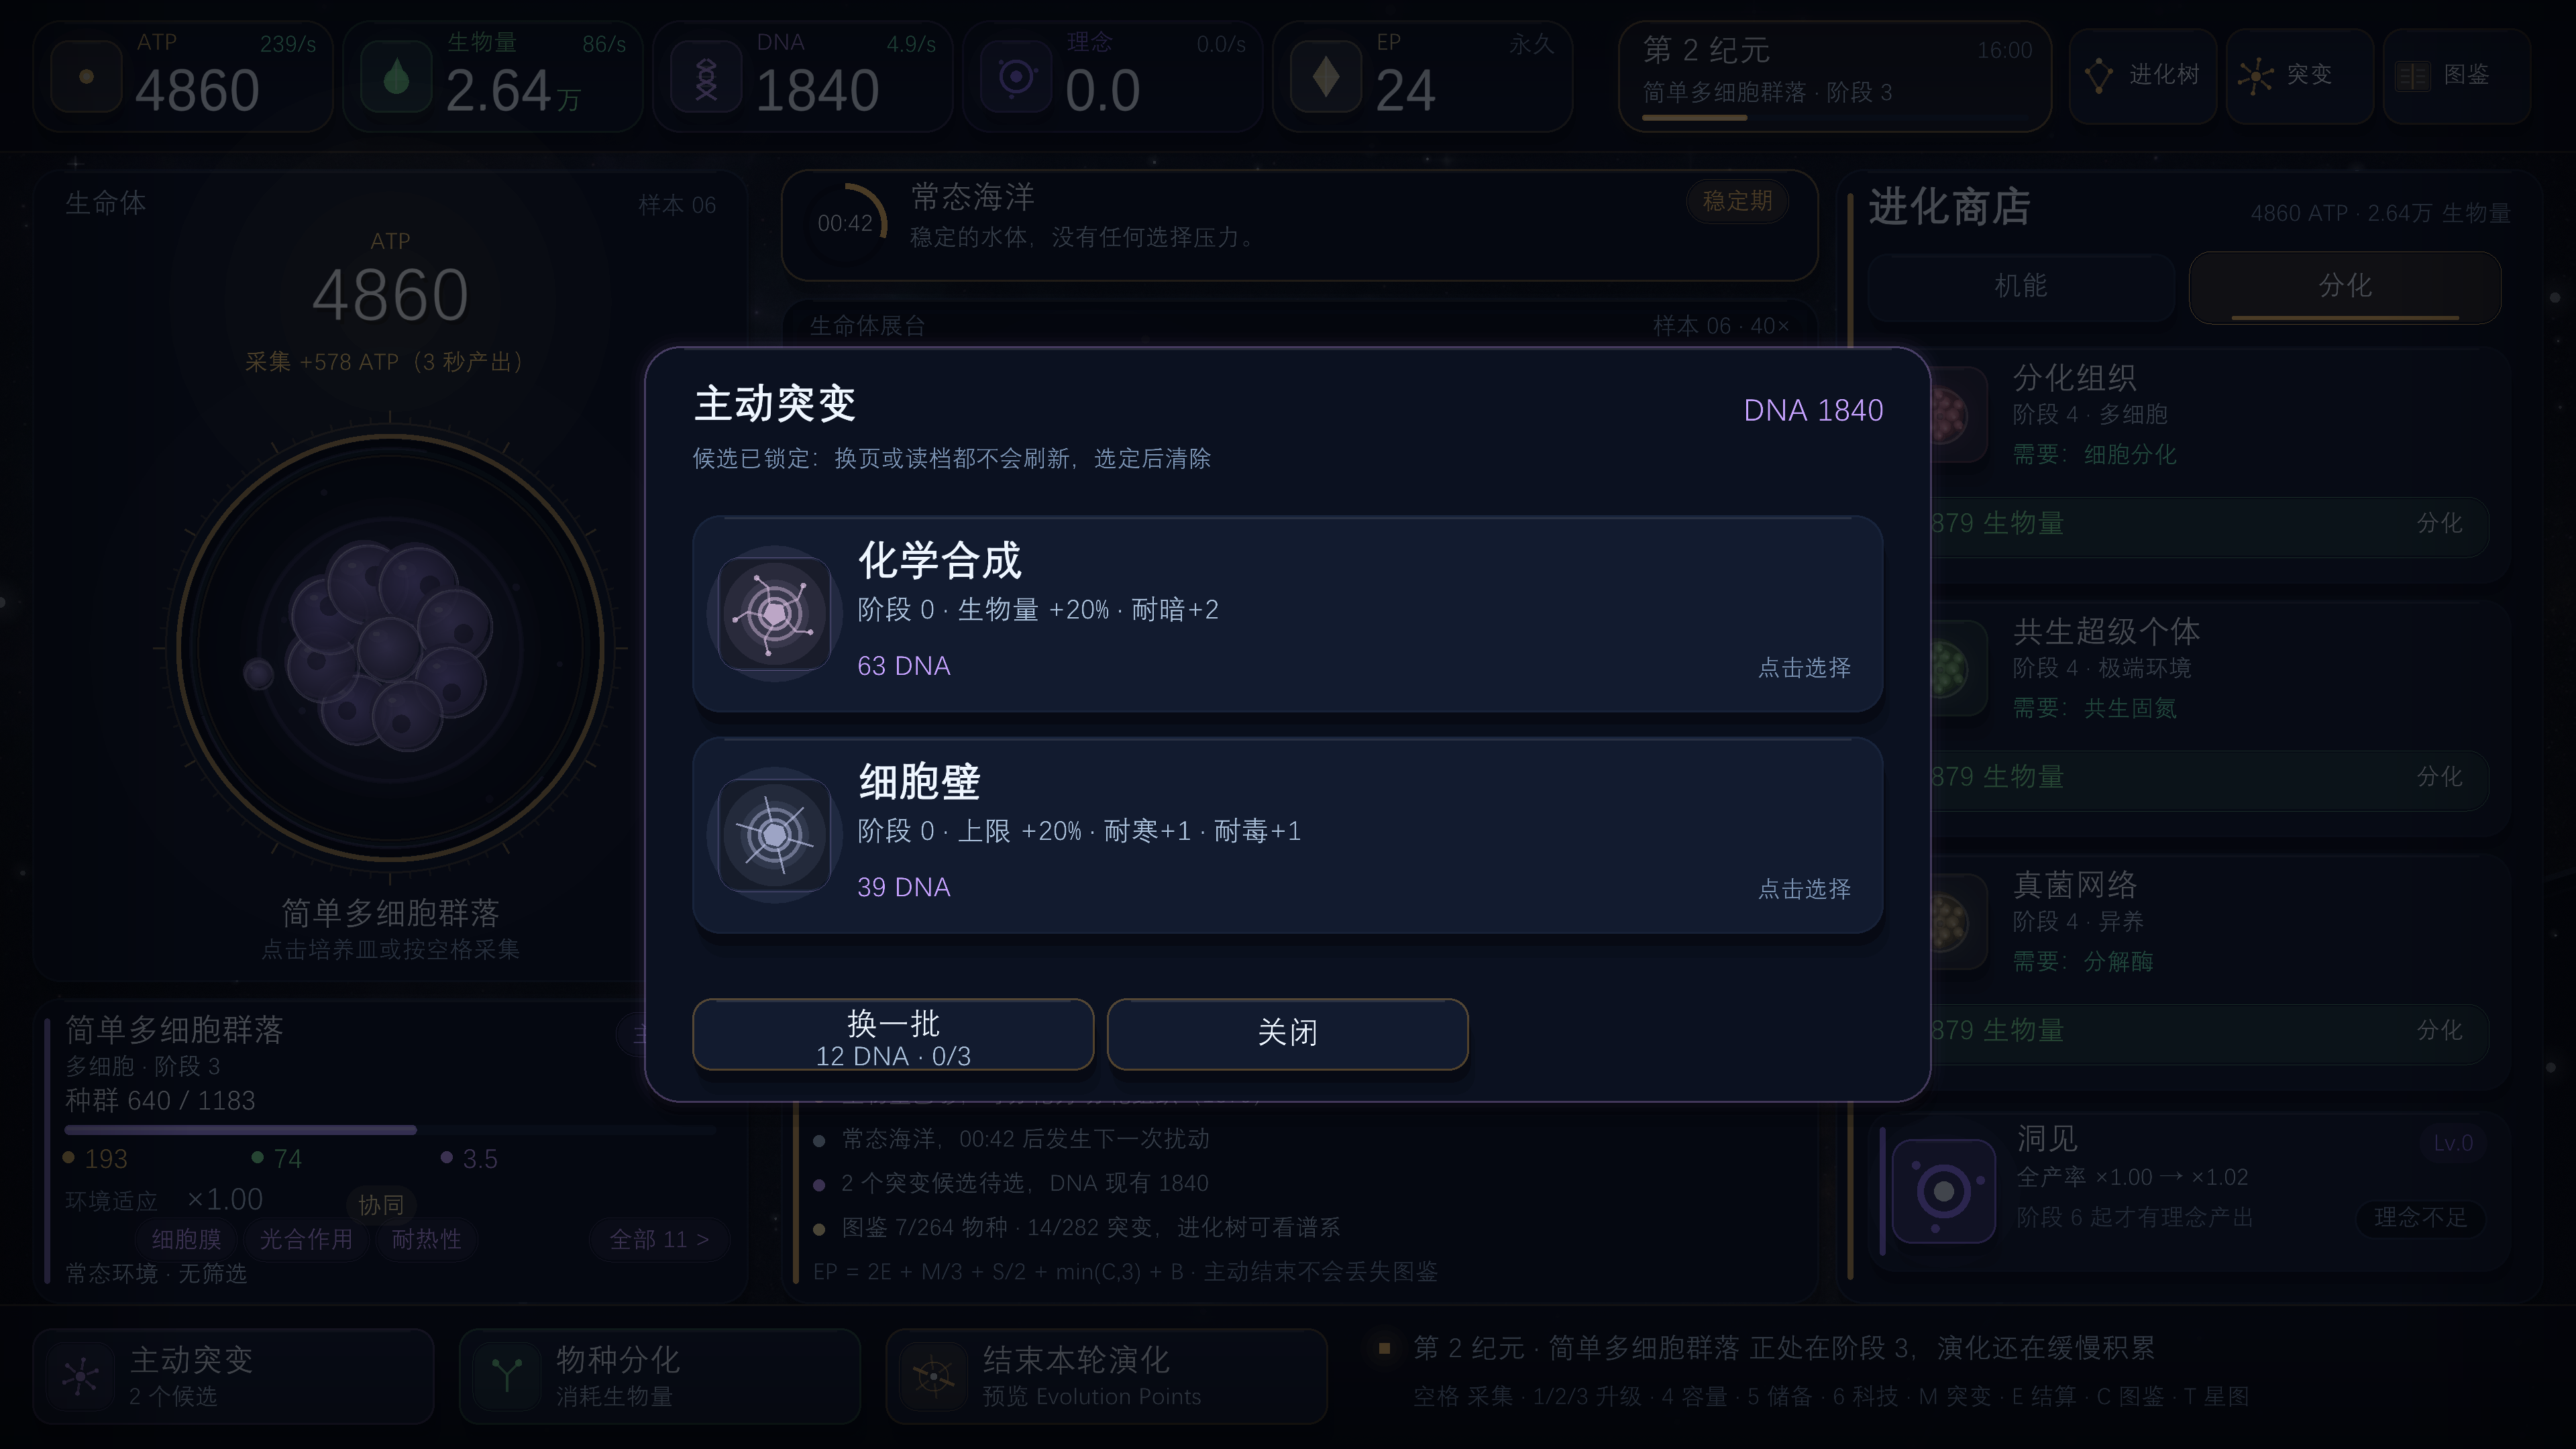 ATP 239/s
4860
生物量 86/s
2.64万
DNA 4.9/s
1840
理念 0.0/s
0.0
EP 永久
24
第 2 纪元 16:00
简单多细胞群落 · 阶段 3
进化树
突变
图鉴
生命体 样本 06
ATP
4860
采集 +578 ATP（3 秒产出）
简单多细胞群落
点击培养皿或按空格采集
00:42
常态海洋 稳定期
稳定的水体，没有任何选择压力。
生命体展台 样本 06 · 40×
进化商店 4860 ATP · 2.64万 生物量
机能 分化
分化组织
阶段 4 · 多细胞
需要：细胞分化
879 生物量 分化
共生超级个体
阶段 4 · 极端环境
需要：共生固氮
879 生物量 分化
真菌网络
阶段 4 · 异养
需要：分解酶
879 生物量 分化
洞见 Lv.0
全产率 ×1.00 → ×1.02
阶段 6 起才有理念产出 理念不足
主动突变 DNA 1840
候选已锁定：换页或读档都不会刷新，选定后清除
化学合成
阶段 0 · 生物量 +20% · 耐暗+2
63 DNA 点击选择
细胞壁
阶段 0 · 上限 +20% · 耐寒+1 · 耐毒+1
39 DNA 点击选择
换一批
12 DNA · 0/3
关闭
简单多细胞群落
多细胞 · 阶段 3
种群 640 / 1183
193 74 3.5
环境适应 ×1.00 协同
细胞膜 光合作用 耐热性 全部 11 >
常态环境 · 无筛选
常态海洋，00:42 后发生下一次扰动
2 个突变候选待选，DNA 现有 1840
图鉴 7/264 物种 · 14/282 突变，进化树可看谱系
EP = 2E + M/3 + S/2 + min(C,3) + B · 主动结束不会丢失图鉴
主动突变
2 个候选
物种分化
消耗生物量
结束本轮演化
预览 Evolution Points
第 2 纪元 · 简单多细胞群落 正处在阶段 3，演化还在缓慢积累
空格 采集 · 1/2/3 升级 · 4 容量 · 5 储备 · 6 科技 · M 突变 · E 结算 · C 图鉴 · T 星图